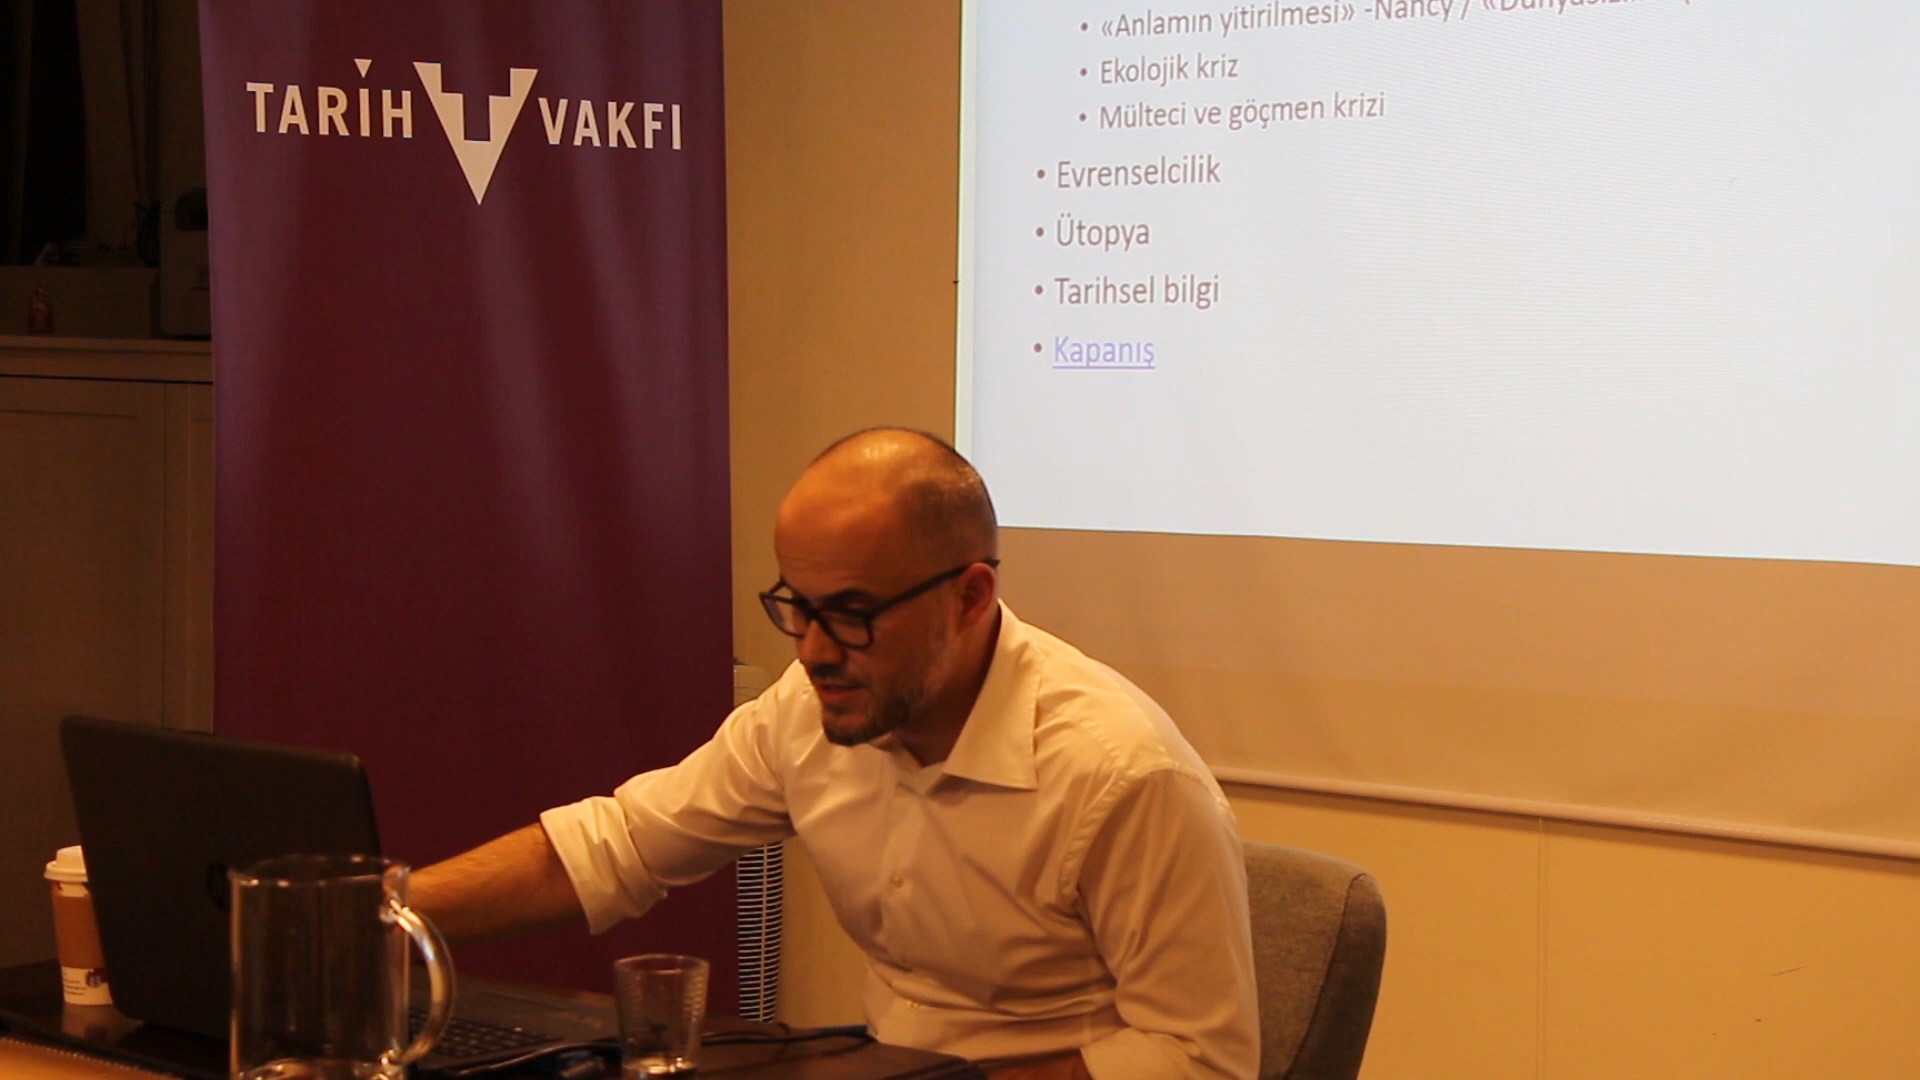 TARİH VAKFI
• «Anlamın yitirilmesi» -Nancy /
• Ekolojik kriz
• Mülteci ve göçmen krizi
• Evrenselcilik
• Ütopya
• Tarihsel bilgi
• Kapanış